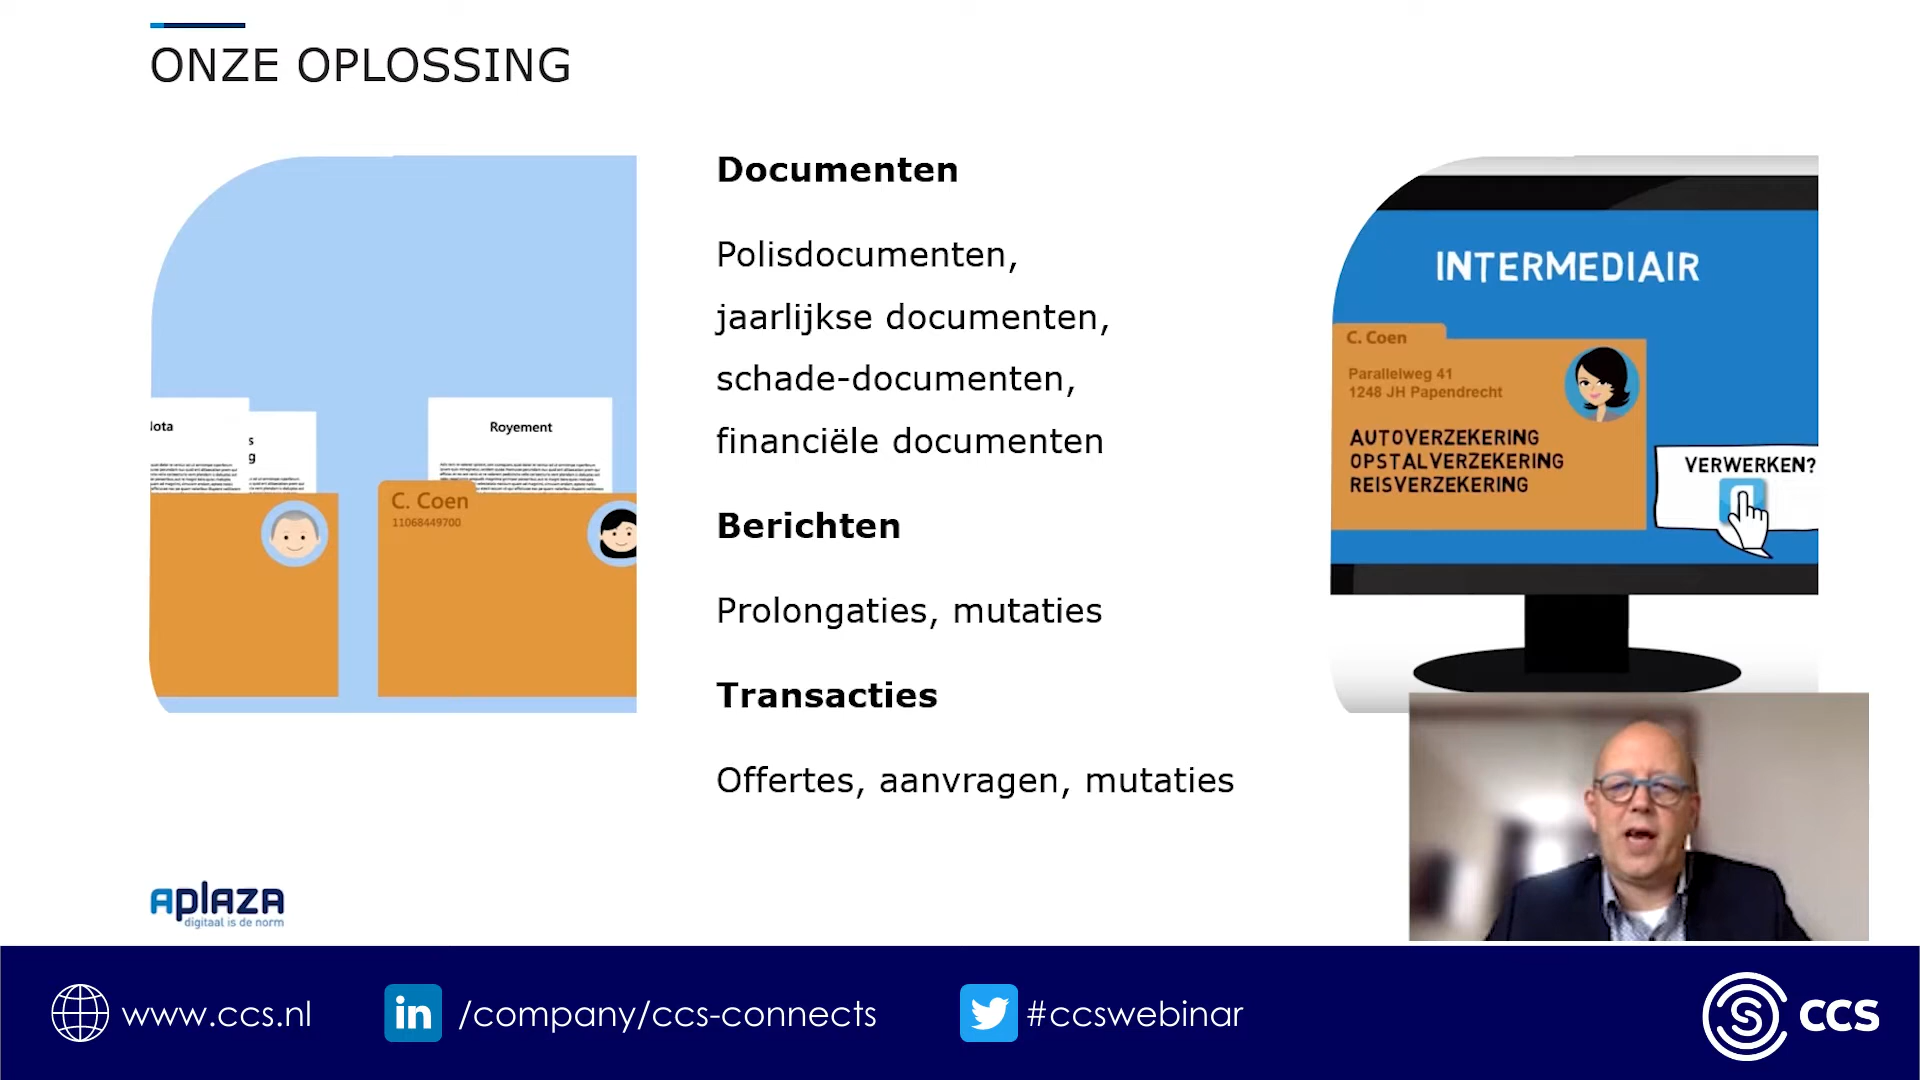 ONZE OPLOSSING
Documenten
Polisdocumenten,
jaarlijkse documenten,
schade-documenten,
financiële documenten
Berichten
Prolongaties, mutaties
Transacties
Offertes, aanvragen, mutaties
Royement
C. Coen
11068449700
INTERMEDIAIR
C. Coen
Parallelweg 41
1248 JH Papendrecht
AUTOVERZEKERING
OPSTALVERZEKERING
REISVERZEKERING
VERWERKEN?
aplaza
digitaal is de norm
www.ccs.nl
in
/company/ccs-connects
#ccswebinar
CCS